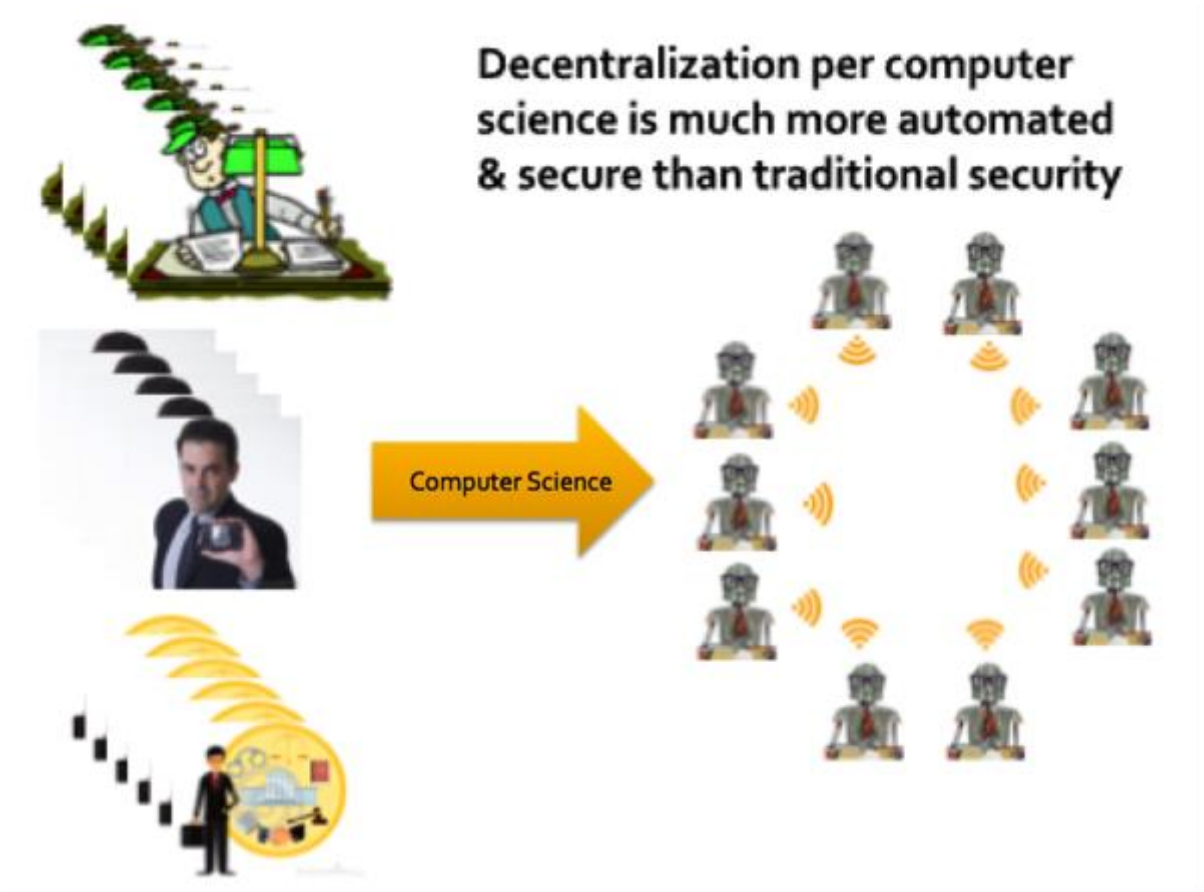 Decentralization per computer
science is much more automated
& secure than traditional security
Computer Science